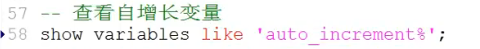 57 -- 查看自增长变量
58 show variables like 'auto_increment%';